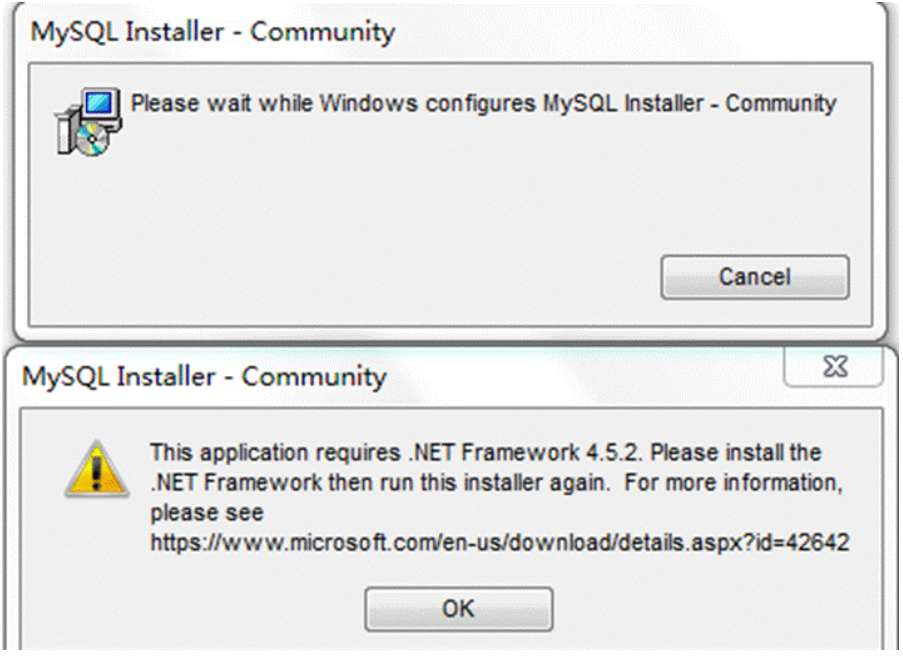 MySQL Installer - Community
Please wait while Windows configures MySQL Installer - Community
Cancel
MySQL Installer - Community
This application requires .NET Framework 4.5.2. Please install the
.NET Framework then run this installer again.  For more information,
please see
https://www.microsoft.com/en-us/download/details.aspx?id=42642
OK